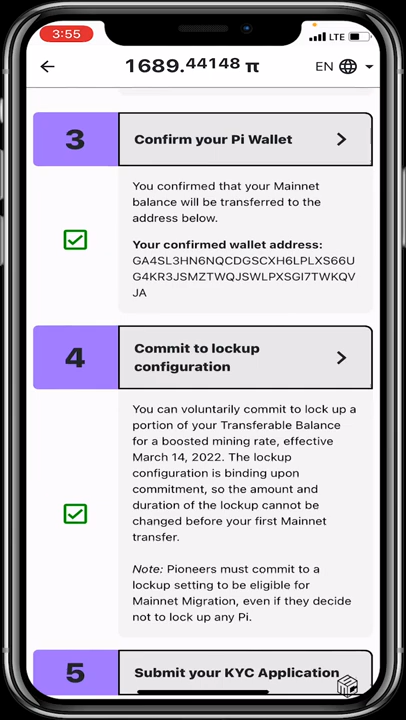 3:55
LTE
1689.44148 π
EN
3
Confirm your Pi Wallet
You confirmed that your Mainnet
balance will be transferred to the
address below.
Your confirmed wallet address:
GA4SL3HN6NQCDGSCXH6LPLXS66U
G4KR3JSMZTWQJSWLPXSGI7TWKQV
JA
4
Commit to lockup
configuration
You can voluntarily commit to lock up a
portion of your Transferable Balance
for a boosted mining rate, effective
March 14, 2022. The lockup
configuration is binding upon
commitment, so the amount and
duration of the lockup cannot be
changed before your first Mainnet
transfer.
Note: Pioneers must commit to a
lockup setting to be eligible for
Mainnet Migration, even if they decide
not to lock up any Pi.
5
Submit your KYC Application